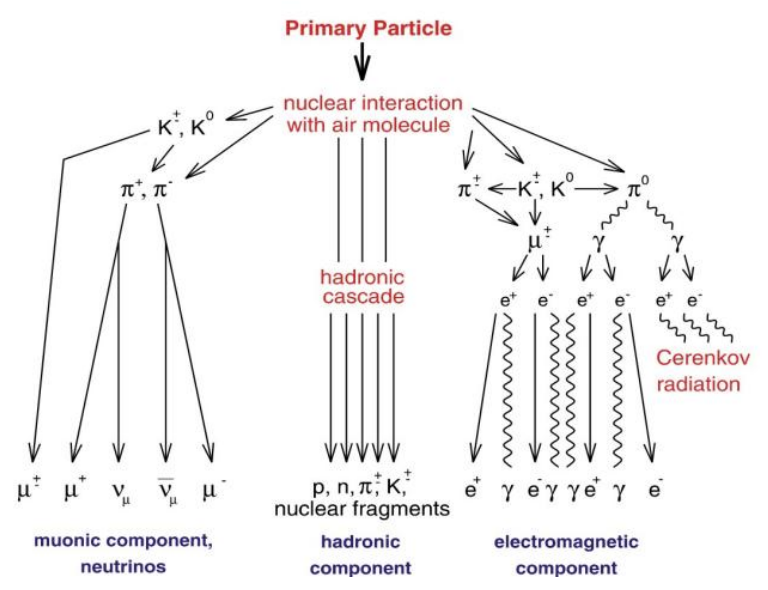 Primary Particle
nuclear interaction
with air molecule
K±, K⁰
π⁺, π⁻
π± K±, K⁰ π⁰
μ± γ γ
hadronic
cascade
e⁺ e⁻ e⁺ e⁻ e⁺ e⁻
Cerenkov
radiation
μ± μ⁺ νμ ν̅μ μ⁻
p, n, π±, K±,
nuclear fragments
e⁺ γ e⁻ γ γ e⁺ γ e⁻
muonic component,
neutrinos
hadronic
component
electromagnetic
component